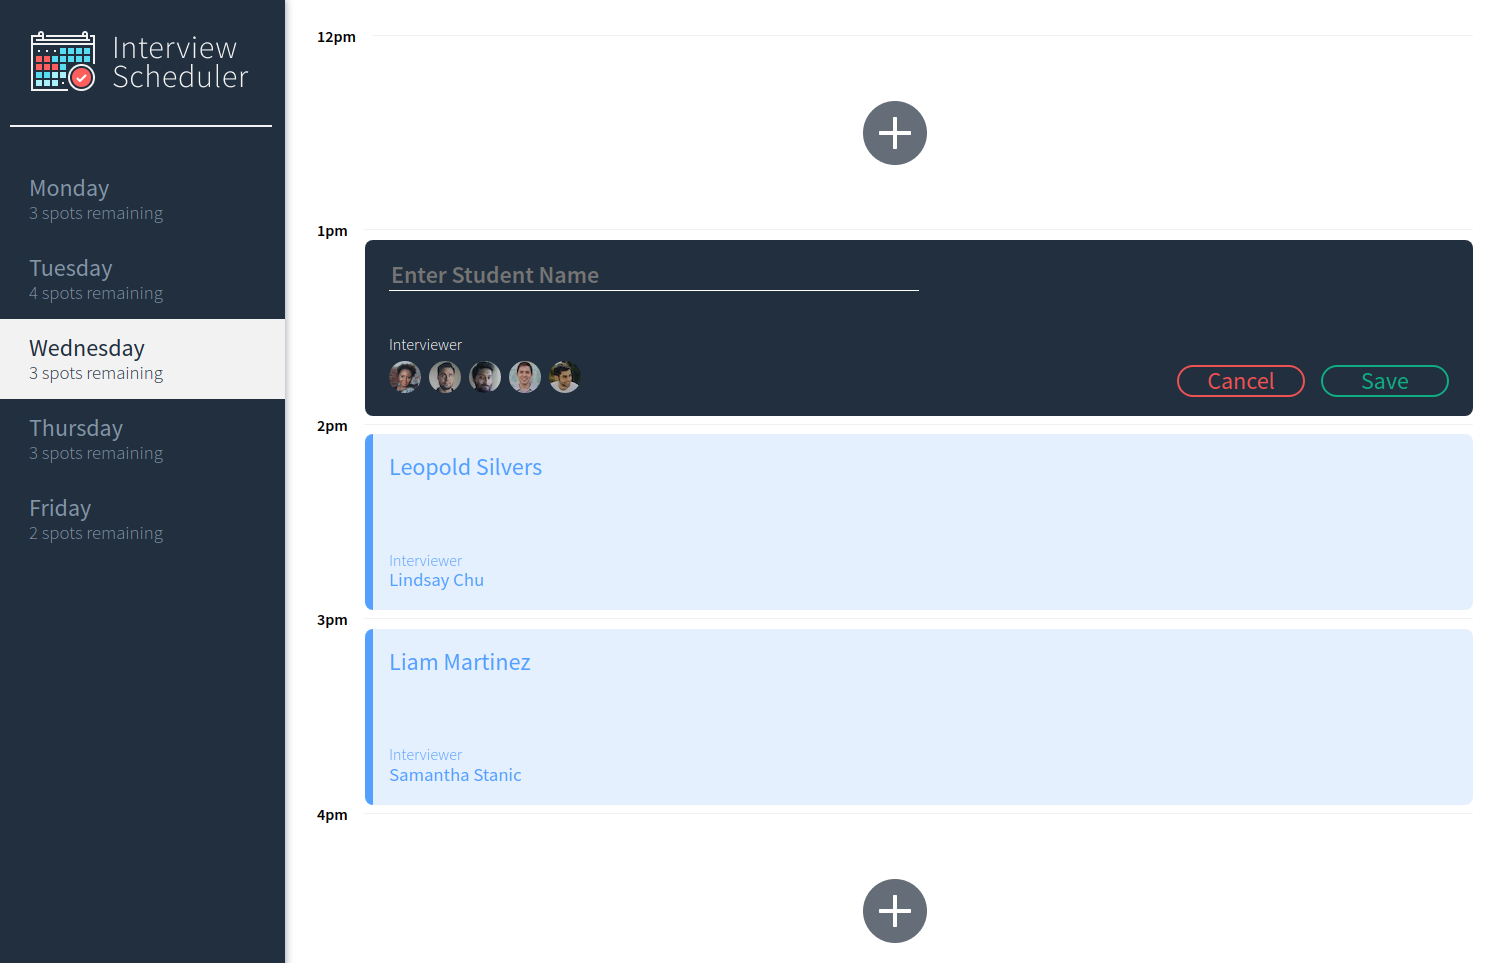 Interview
Scheduler
Monday
3 spots remaining
Tuesday
4 spots remaining
Wednesday
3 spots remaining
Thursday
3 spots remaining
Friday
2 spots remaining
12pm
1pm
Enter Student Name
Interviewer
Cancel
Save
2pm
Leopold Silvers
Interviewer
Lindsay Chu
3pm
Liam Martinez
Interviewer
Samantha Stanic
4pm